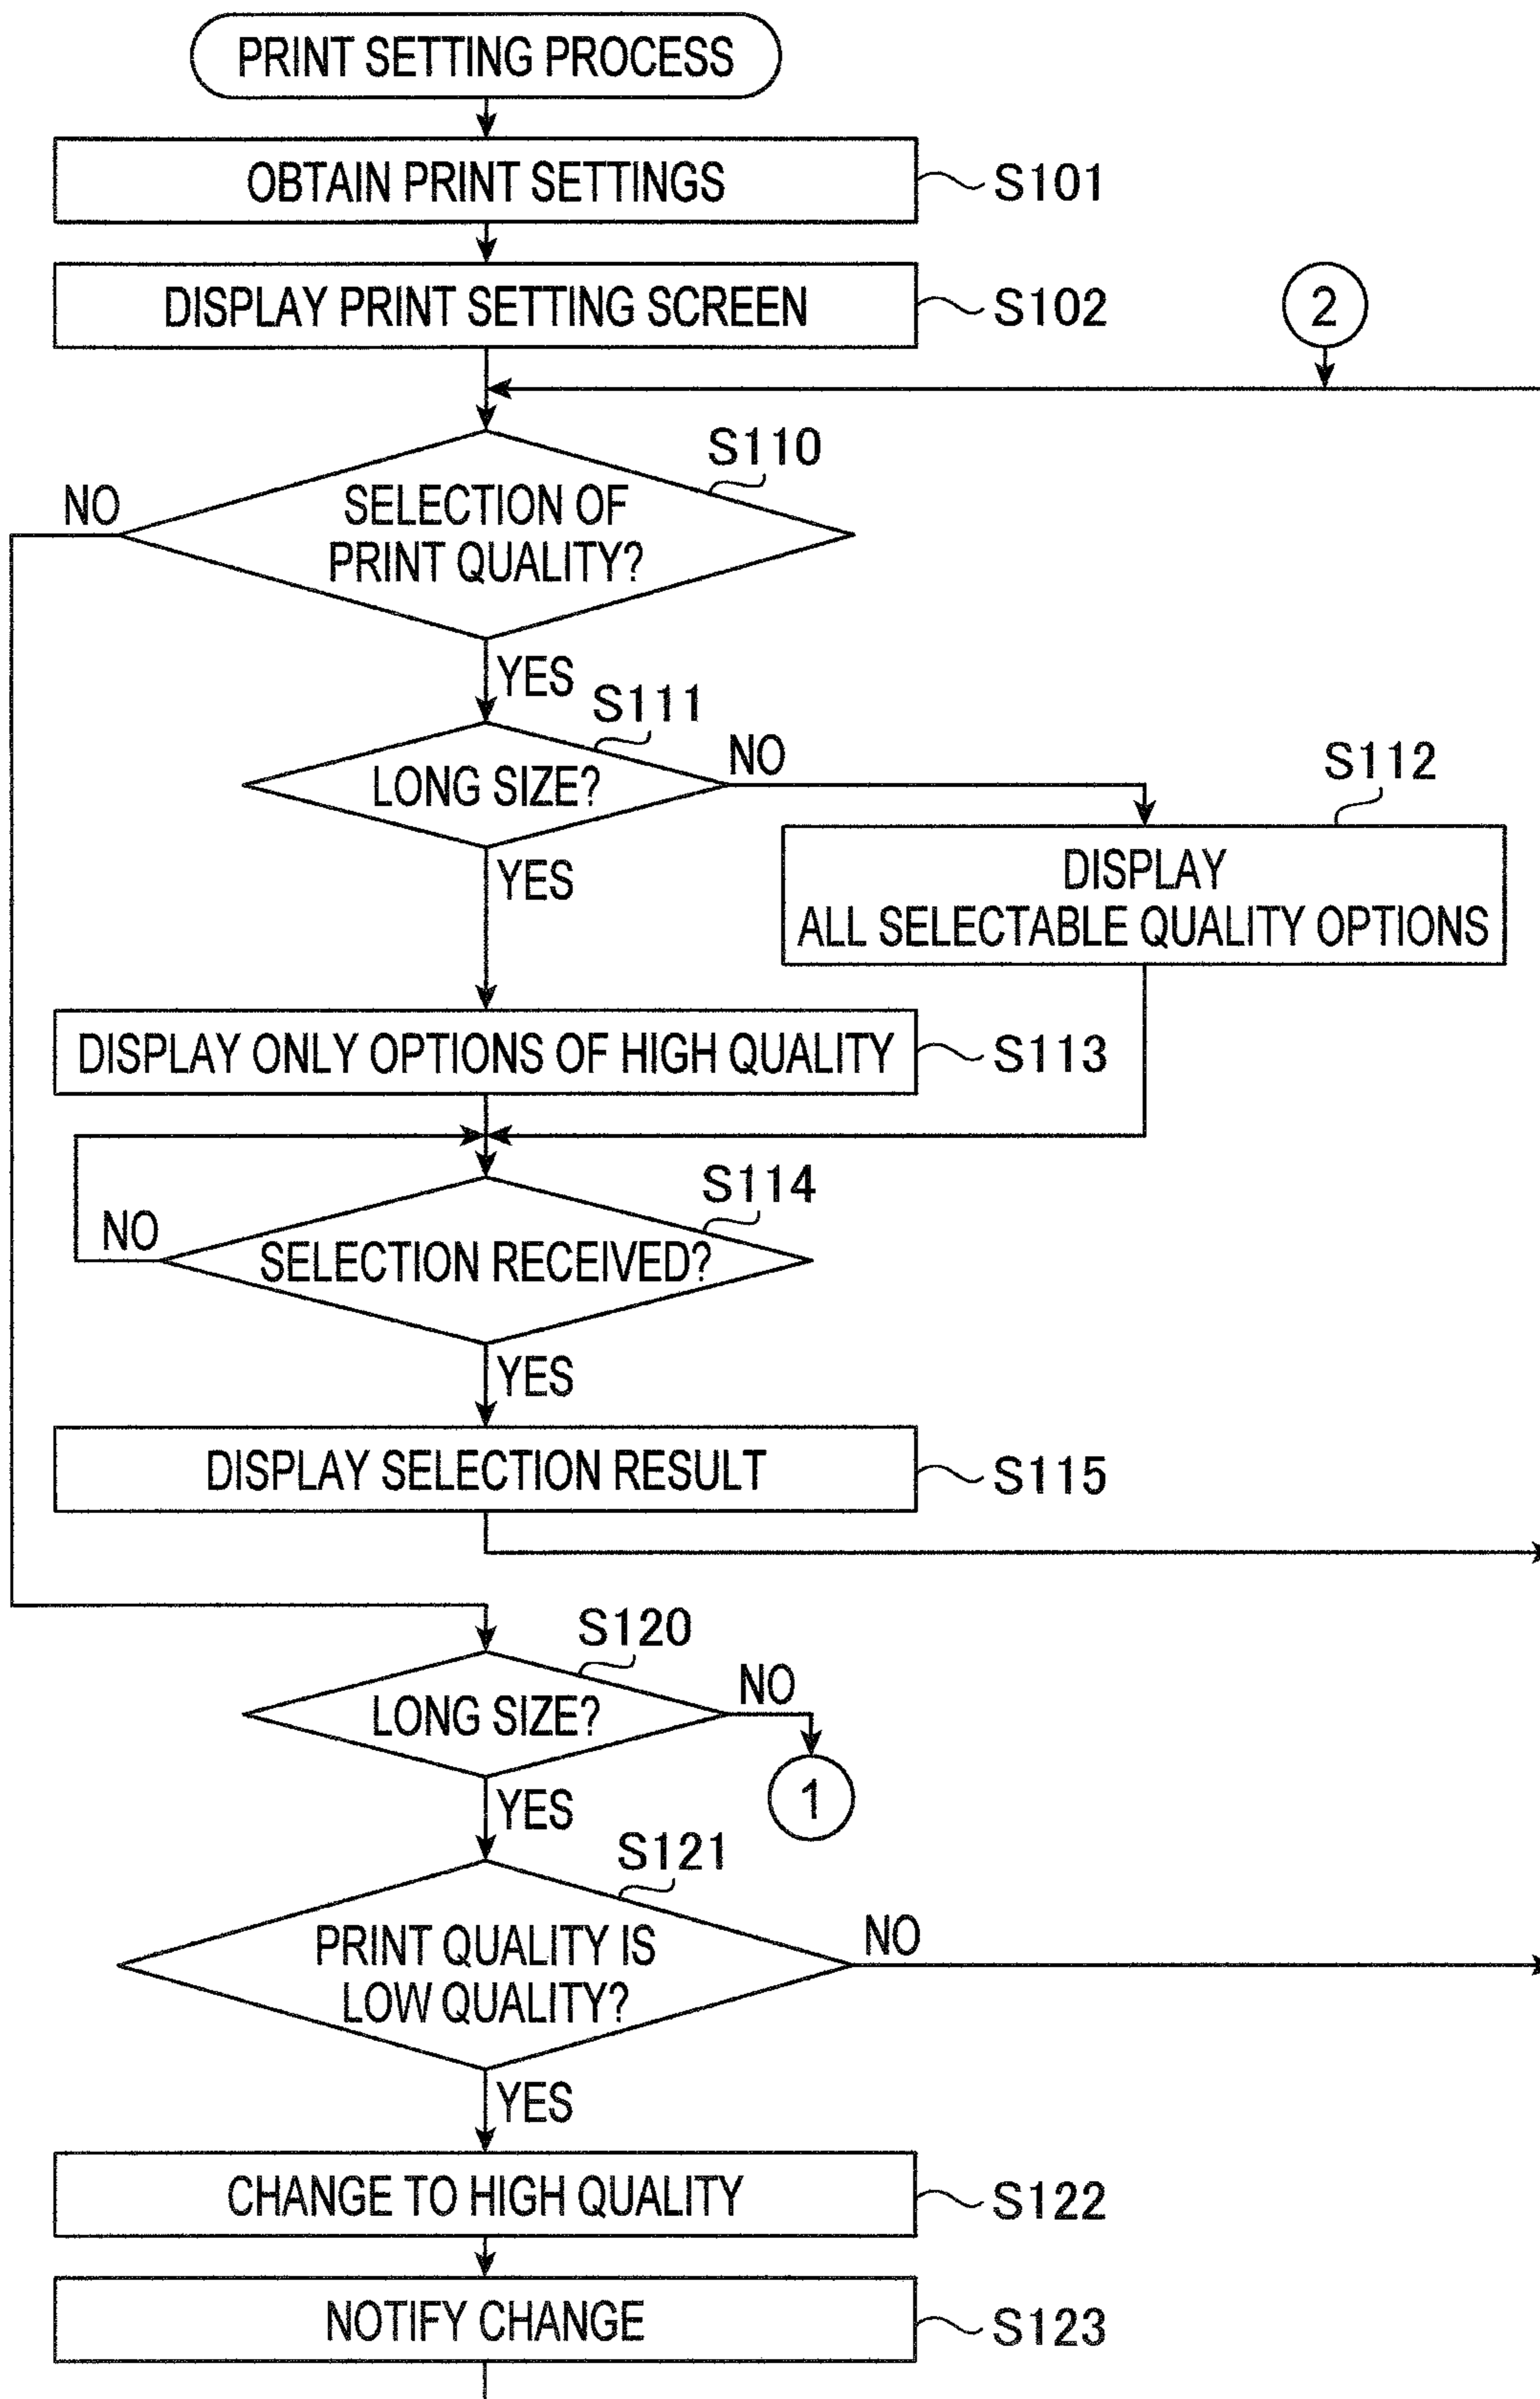 PRINT SETTING PROCESS
OBTAIN PRINT SETTINGS
S101
DISPLAY PRINT SETTING SCREEN
S102
2
S110
NO
SELECTION OF
PRINT QUALITY?
YES
S111
LONG SIZE?
NO
S112
YES
DISPLAY
ALL SELECTABLE QUALITY OPTIONS
DISPLAY ONLY OPTIONS OF HIGH QUALITY
S113
S114
NO
SELECTION RECEIVED?
YES
DISPLAY SELECTION RESULT
S115
S120
LONG SIZE?
NO
1
YES
S121
PRINT QUALITY IS
LOW QUALITY?
NO
YES
CHANGE TO HIGH QUALITY
S122
NOTIFY CHANGE
S123